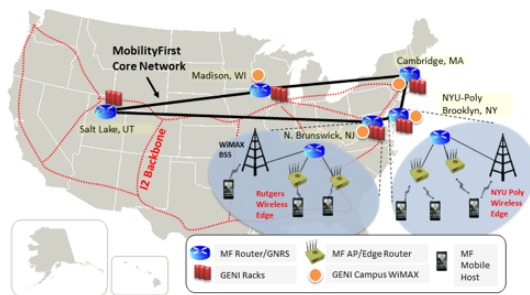 MobilityFirst
Core Network
Madison, WI
Cambridge, MA
NYU-Poly
Brooklyn, NY
Salt Lake, UT
N. Brunswick, NJ
I2 Backbone
WiMAX
BSS
Rutgers
Wireless
Edge
NYU Poly
Wireless
Edge
MF Router/GNRS
MF AP/Edge Router
MF
Mobile
Host
GENI Racks
GENI Campus WiMAX